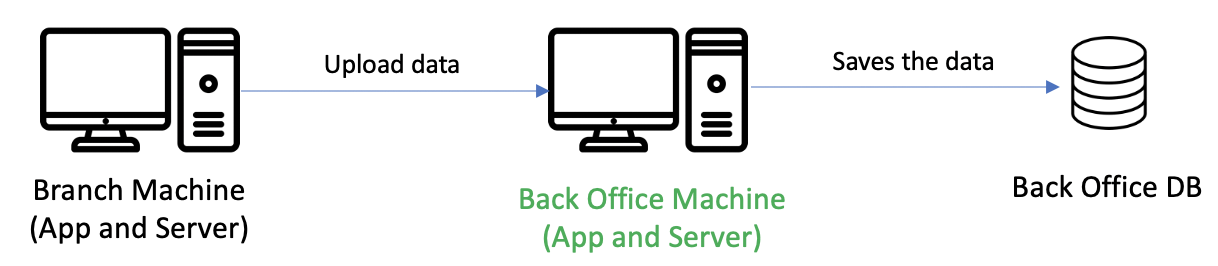 Upload data
Saves the data
Branch Machine
(App and Server)
Back Office Machine
(App and Server)
Back Office DB